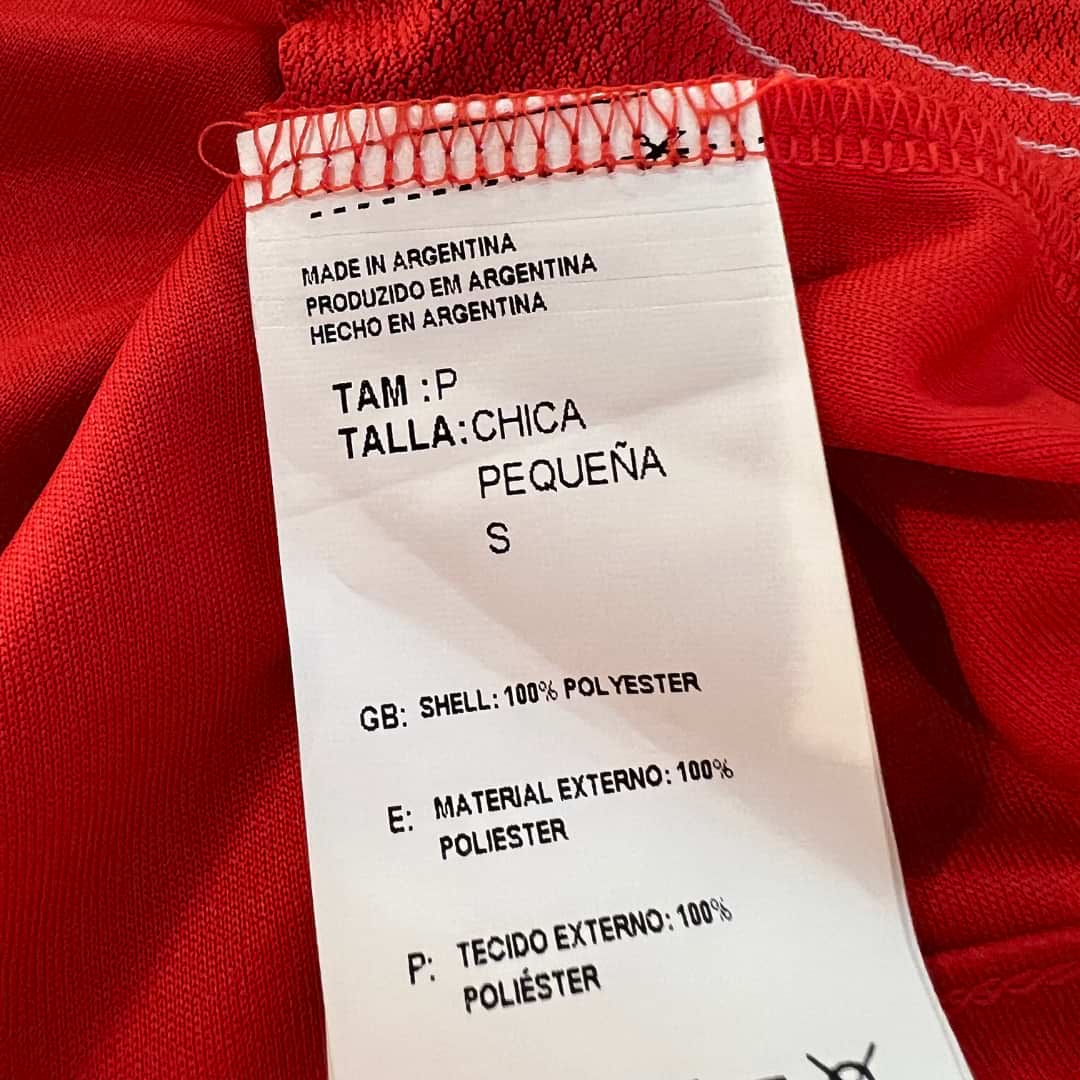 MADE IN ARGENTINA
PRODUZIDO EM ARGENTINA
HECHO EN ARGENTINA
TAM :P
TALLA:CHICA
PEQUEÑA
S
GB: SHELL: 100% POLYESTER
E: MATERIAL EXTERNO: 100%
POLIESTER
P: TECIDO EXTERNO: 100%
POLIÉSTER